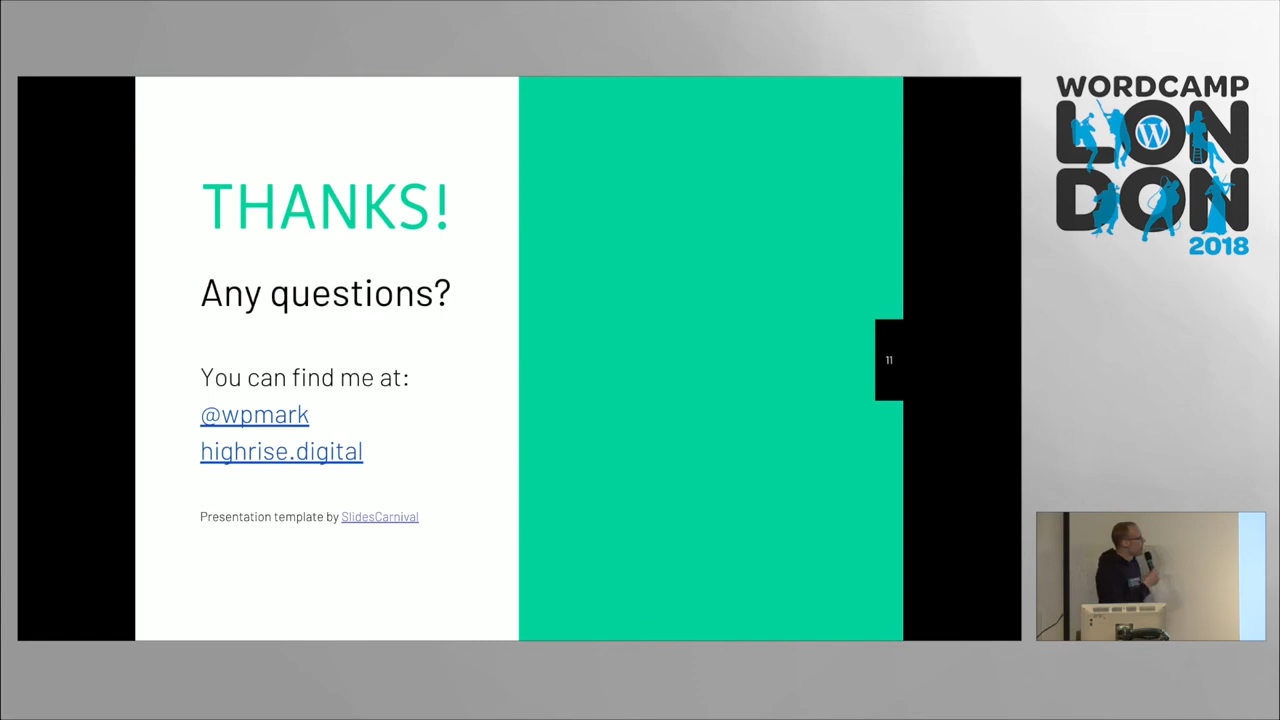 THANKS!
Any questions?
You can find me at:
@wpmark
highrise.digital
Presentation template by SlidesCarnival
11
WORDCAMP
LON
DON
2018